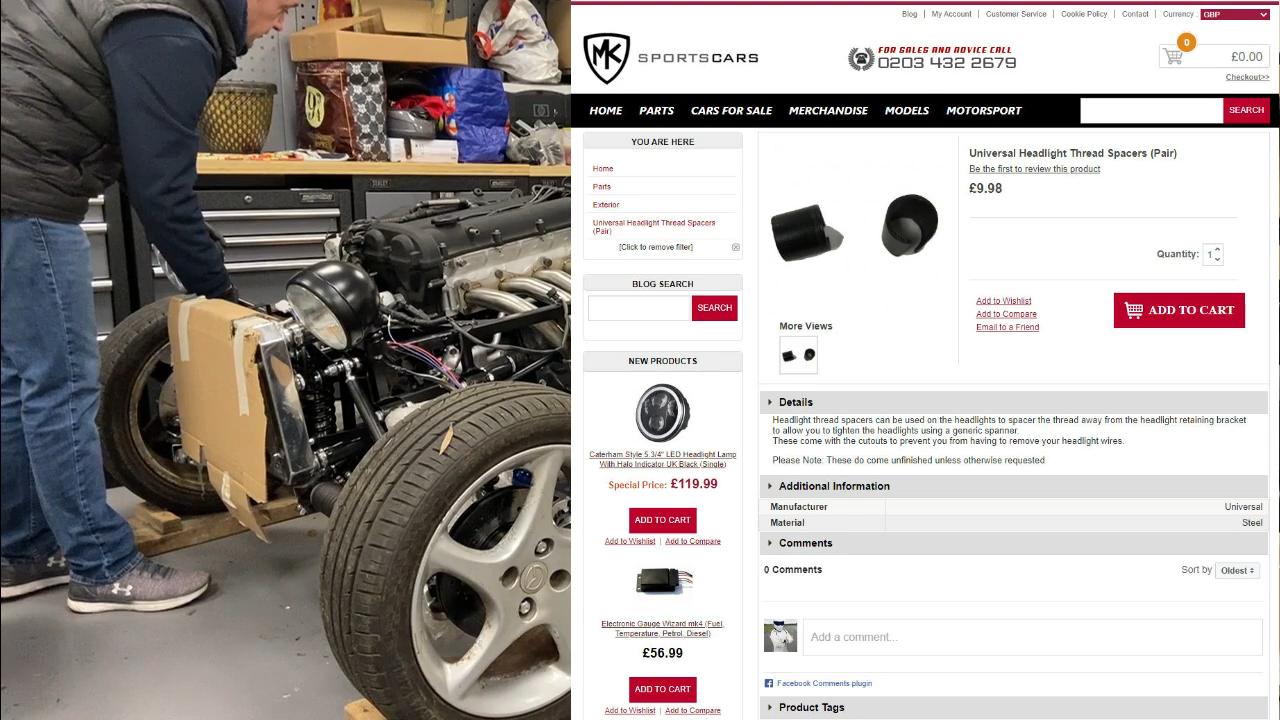 Blog | My Account | Customer Service | Cookie Policy | Contact | Currency : GBP
MK SPORTSCARS
FOR SALES AND ADVICE CALL
0203 432 2679
0
£0.00
Checkout>>
HOME PARTS CARS FOR SALE MERCHANDISE MODELS MOTORSPORT
SEARCH
YOU ARE HERE
Home
Parts
Exterior
Universal Headlight Thread Spacers
(Pair)
[Click to remove filter]
BLOG SEARCH
SEARCH
NEW PRODUCTS
Caterham Style 5.3/4" LED Headlight Lamp
With Halo Indicator UK Black (Single)
Special Price: £119.99
ADD TO CART
Add to Wishlist | Add to Compare
Electronic Gauge Wizard mk4 (Fuel,
Temperature, Petrol, Diesel)
£56.99
ADD TO CART
Add to Wishlist | Add to Compare
More Views
Universal Headlight Thread Spacers (Pair)
Be the first to review this product
£9.98
Quantity: 1
Add to Wishlist
Add to Compare
Email to a Friend
ADD TO CART
Details
Headlight thread spacers can be used on the headlights to spacer the thread away from the headlight retaining bracket
to allow you to tighten the headlights using a generic spanner.
These come with the cutouts to prevent you from having to remove your headlight wires.
Please Note: These do come unfinished unless otherwise requested
Additional Information
Manufacturer Universal
Material Steel
Comments
0 Comments
Sort by Oldest
Add a comment...
Facebook Comments plugin
Product Tags